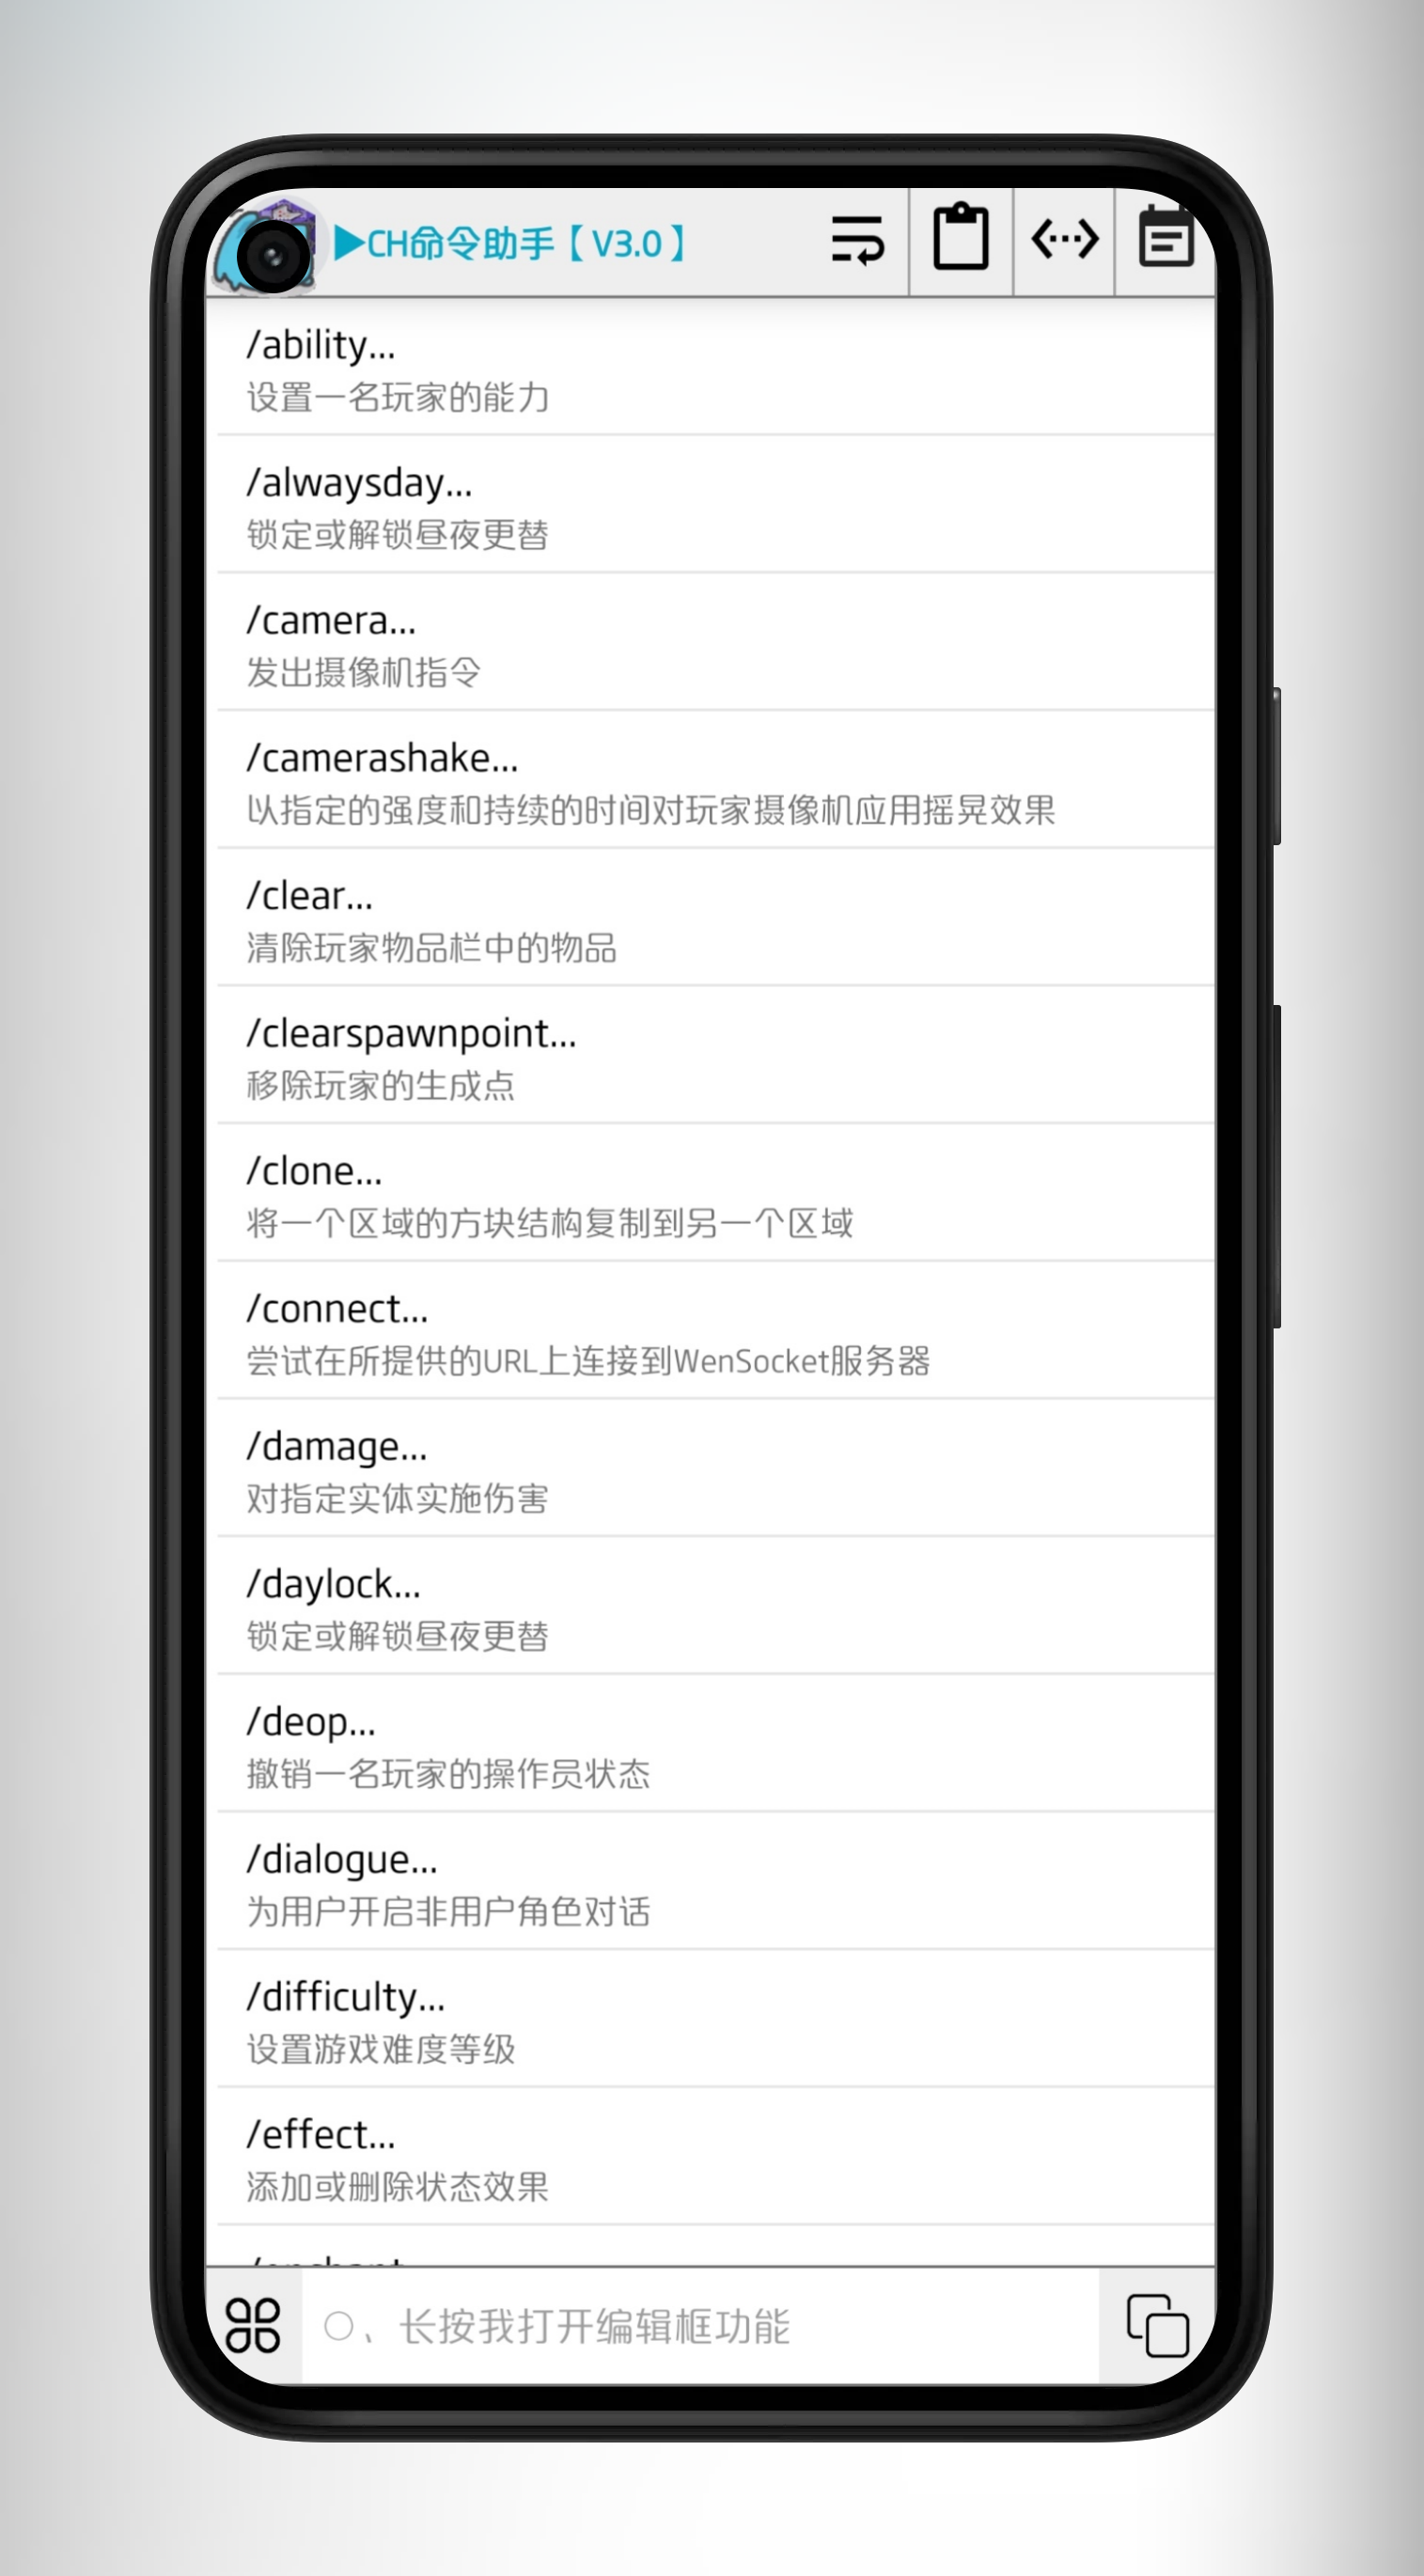 ▶CH命令助手【V3.0】
/ability...
设置一名玩家的能力
/alwaysday...
锁定或解锁昼夜更替
/camera...
发出摄像机指令
/camerashake...
以指定的强度和持续的时间对玩家摄像机应用摇晃效果
/clear...
清除玩家物品栏中的物品
/clearspawnpoint...
移除玩家的生成点
/clone...
将一个区域的方块结构复制到另一个区域
/connect...
尝试在所提供的URL上连接到WenSocket服务器
/damage...
对指定实体实施伤害
/daylock...
锁定或解锁昼夜更替
/deop...
撤销一名玩家的操作员状态
/dialogue...
为用户开启非用户角色对话
/difficulty...
设置游戏难度等级
/effect...
添加或删除状态效果
○、长按我打开编辑框功能